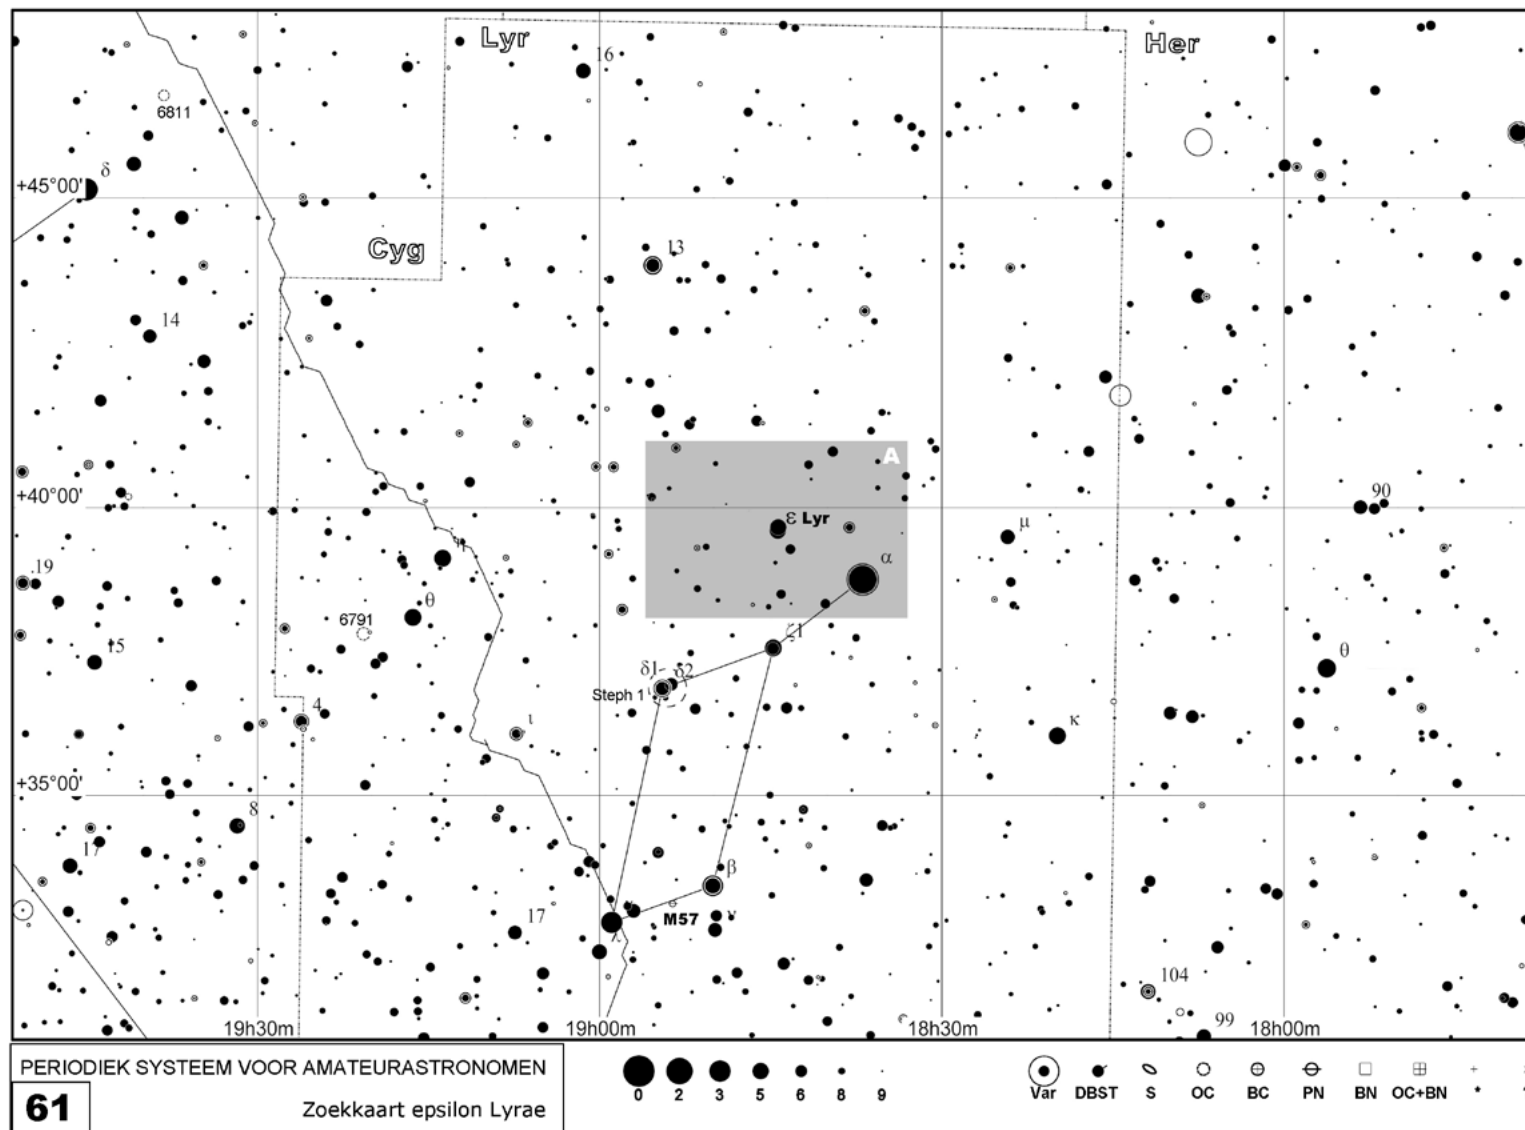 Lyr
Her
16
6811
δ
+45°00'
Cyg
13
14
A
+40°00'
90
ε Lyr
μ
α
η
19
θ
6791
ζ1
15
δ1
δ2
θ
Steph 1
4
ι
κ
+35°00'
8
17
β
γ
M57
ν
17
λ
104
99
19h30m
19h00m
18h30m
18h00m
PERIODIEK SYSTEEM VOOR AMATEURASTRONOMEN
61
Zoekkaart epsilon Lyrae
0 2 3 5 6 8 9
Var DBST S OC BC PN BN OC+BN *